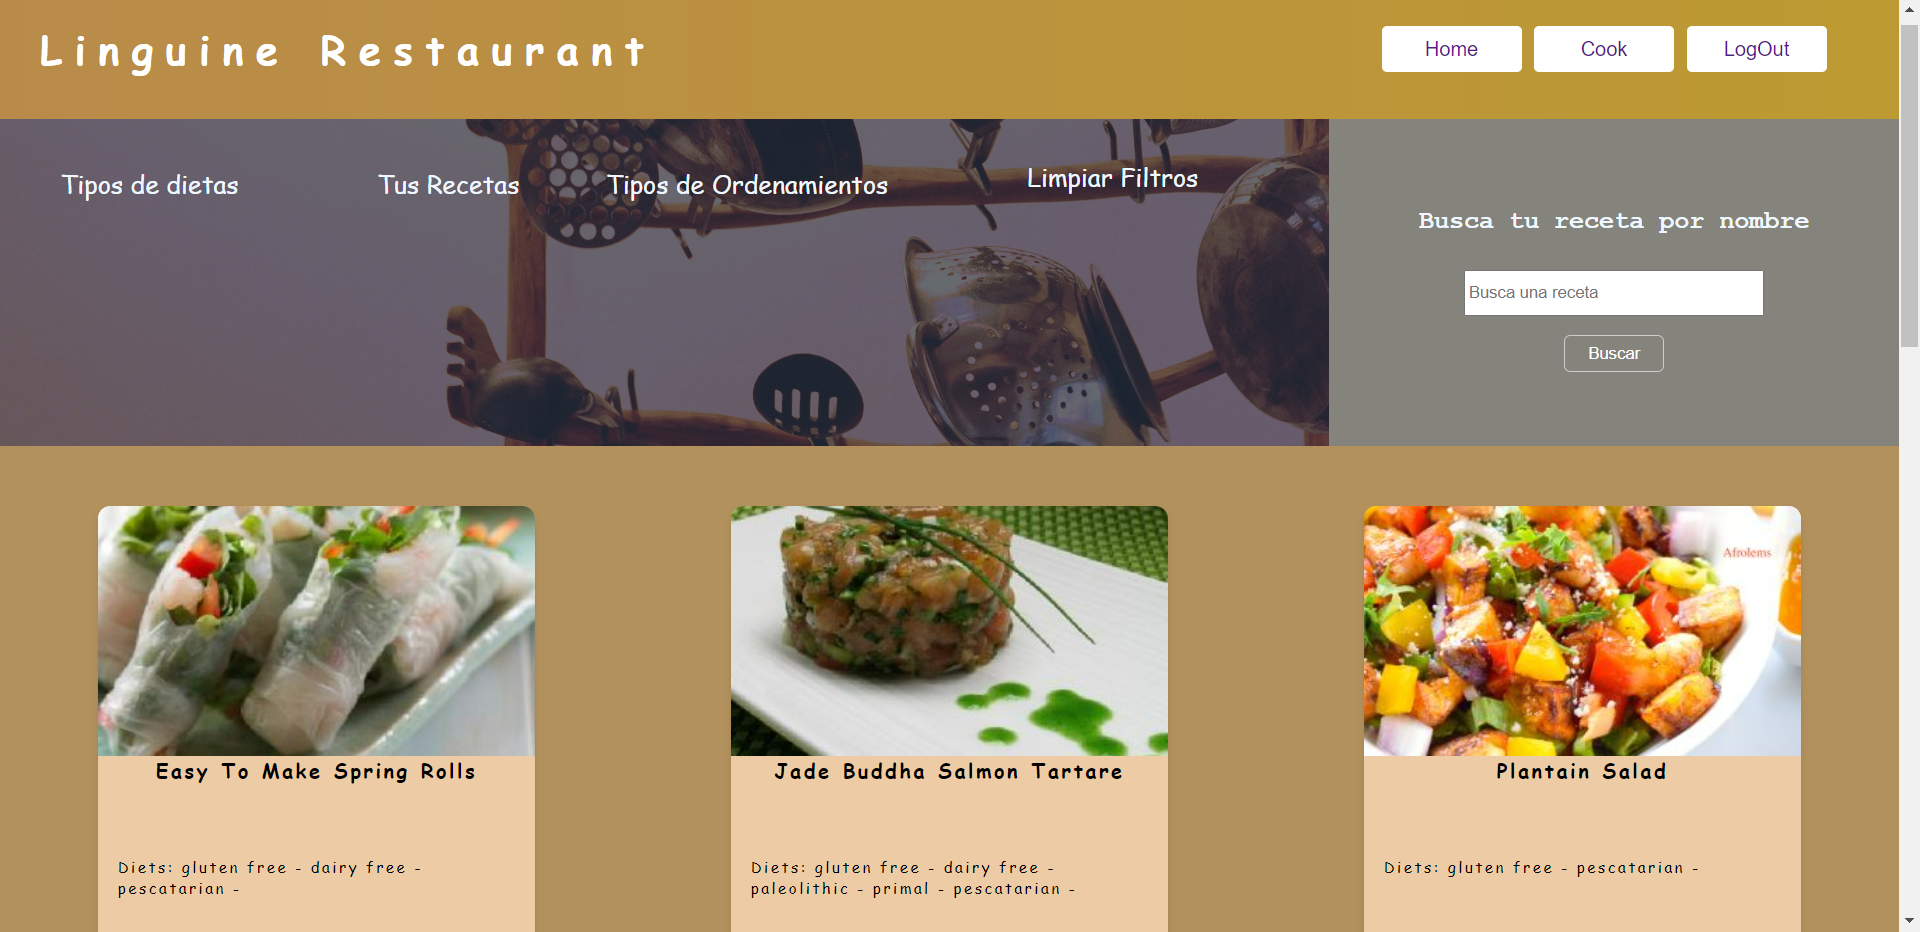 Linguine Restaurant
Home
Cook
LogOut
Tipos de dietas
Tus Recetas
Tipos de Ordenamientos
Limpiar Filtros
Busca tu receta por nombre
Busca una receta
Buscar
Afrolems
Easy To Make Spring Rolls
Diets: gluten free - dairy free -
pescatarian -
Jade Buddha Salmon Tartare
Diets: gluten free - dairy free -
paleolithic - primal - pescatarian -
Plantain Salad
Diets: gluten free - pescatarian -